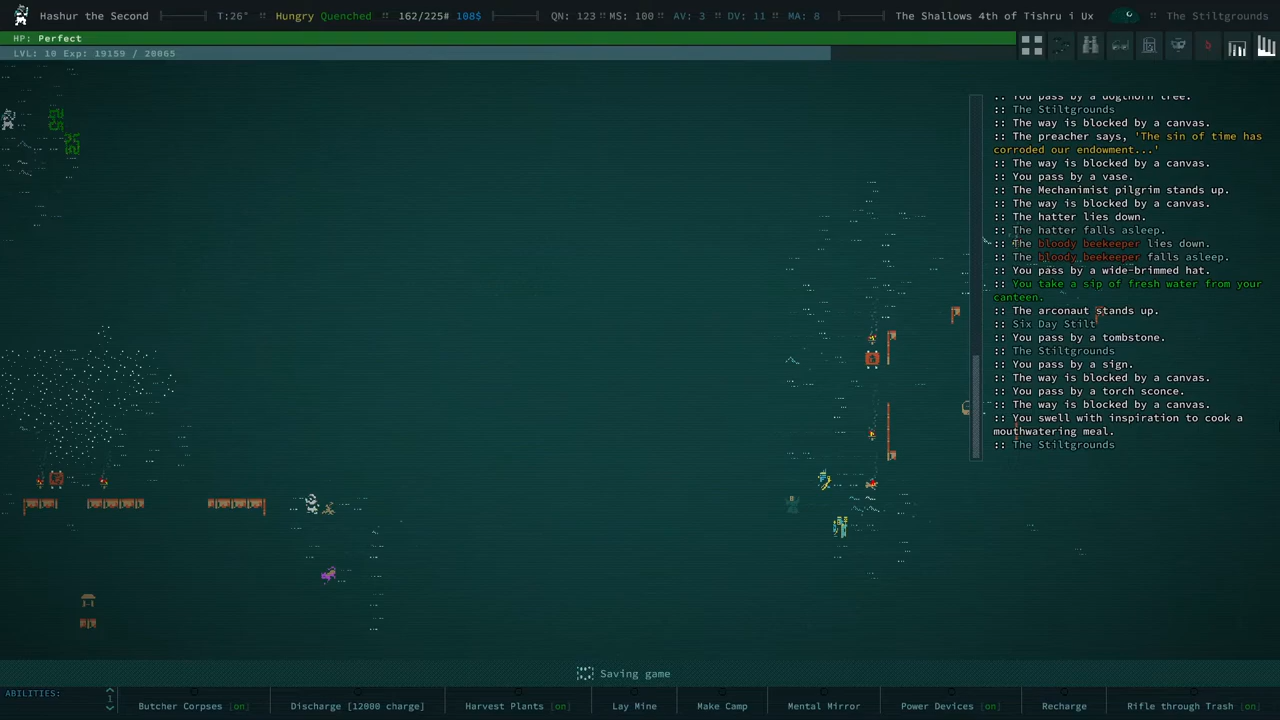 Hashur the Second T:26° :: Hungry Quenched :: 162/225# 108$ QN: 123 :: MS: 100 :: AV: 3 :: DV: 11 :: MA: 8 The Shallows 4th of Tishru i Ux :: The Stiltgrounds
HP: Perfect
LVL: 10 Exp: 19159 / 20065
:: You pass by a dogthorn tree.
:: The Stiltgrounds
:: The way is blocked by a canvas.
:: The preacher says, 'The sin of time has
corroded our endowment...'
:: The way is blocked by a canvas.
:: You pass by a vase.
:: The Mechanimist pilgrim stands up.
:: The way is blocked by a canvas.
:: The hatter lies down.
:: The hatter falls asleep.
:: The bloody beekeeper lies down.
:: The bloody beekeeper falls asleep.
:: You pass by a wide-brimmed hat.
:: You take a sip of fresh water from your
canteen.
:: The arconaut stands up.
:: Six Day Stilt
:: You pass by a tombstone.
:: The Stiltgrounds
:: You pass by a sign.
:: The way is blocked by a canvas.
:: You pass by a torch sconce.
:: The way is blocked by a canvas.
:: You swell with inspiration to cook a
mouthwatering meal.
:: The Stiltgrounds
Saving game
ABILITIES: 1 Butcher Corpses [on] Discharge [12000 charge] Harvest Plants [on] Lay Mine Make Camp Mental Mirror Power Devices [on] Recharge Rifle through Trash [on]